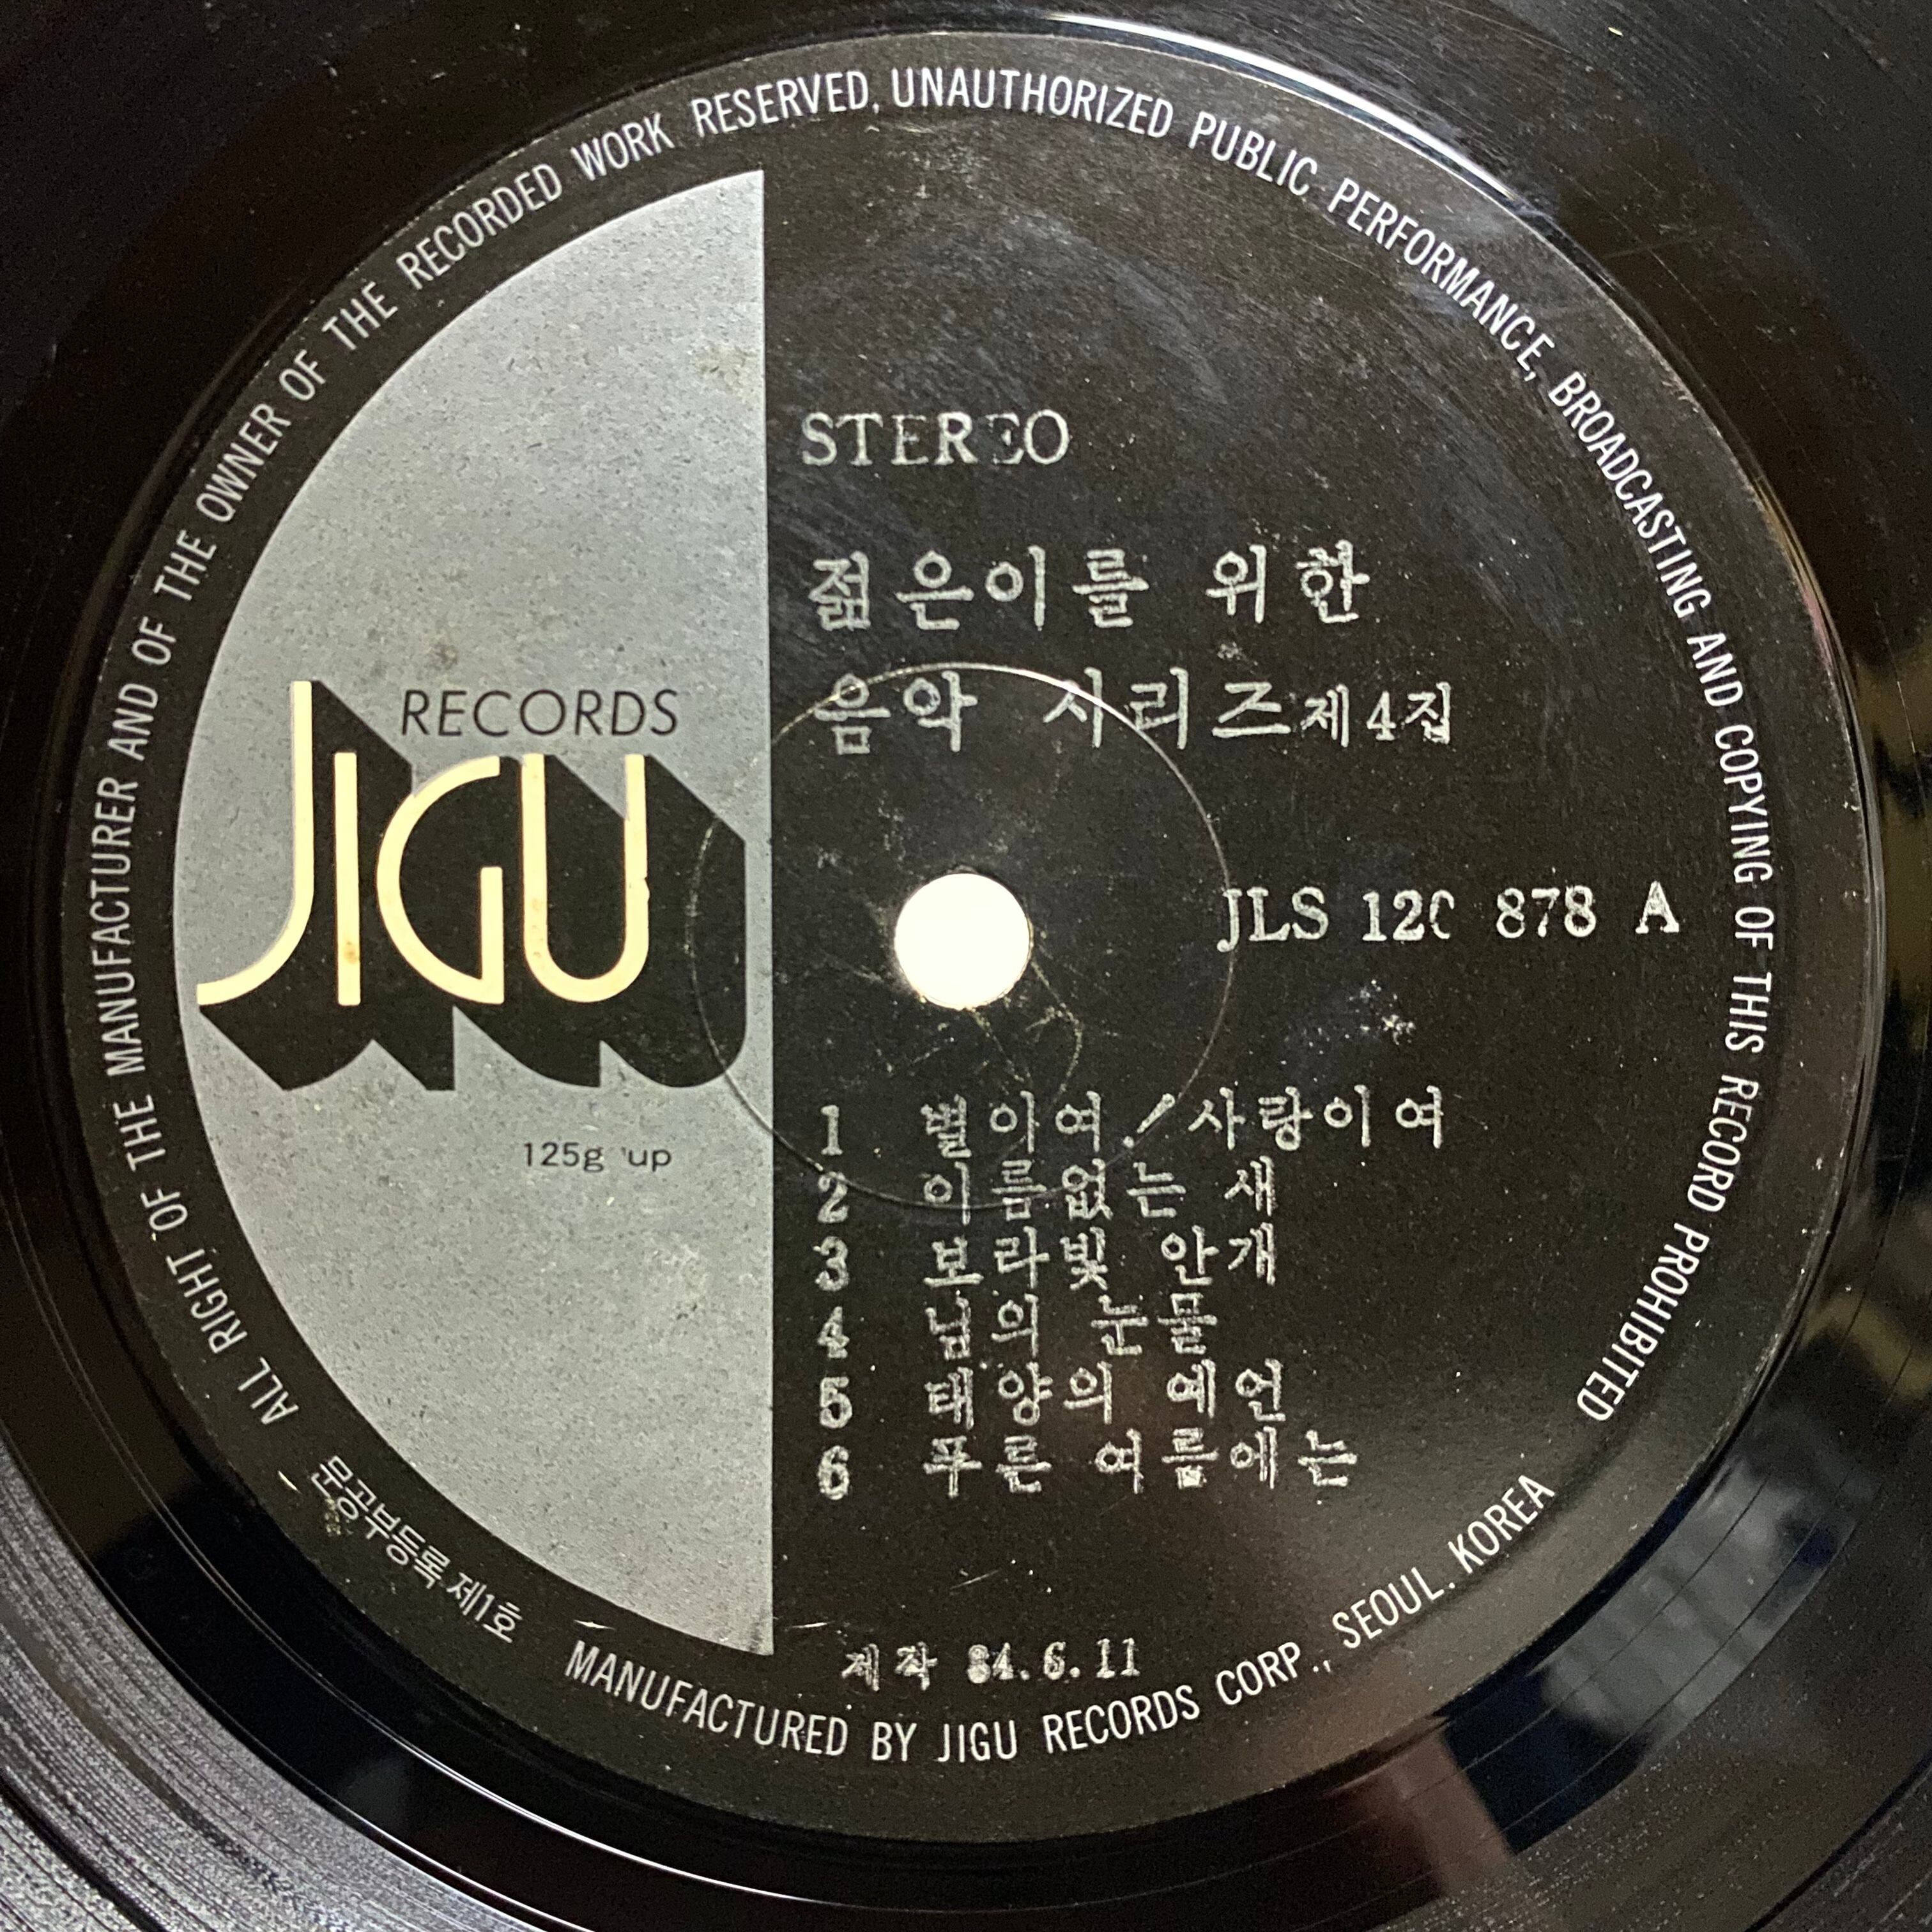 ALL RIGHT OF THE MANUFACTURER AND OF THE OWNER OF THE RECORDED WORK RESERVED, UNAUTHORIZED PUBLIC PERFORMANCE, BROADCASTING AND COPYING OF THIS RECORD PROHIBITED
STEREO
젊은이를 위한
음악 시리즈 제4집
RECORDS
JIGU
JLS 120 878 A
125g up
1 별이여!사랑이여
2 이름없는 새
3 보라빛 안개
4 님의 눈물
5 태양의 예언
6 푸른 여름에는
제작 84.6.11
문공부등록 제1호
MANUFACTURED BY JIGU RECORDS CORP., SEOUL. KOREA